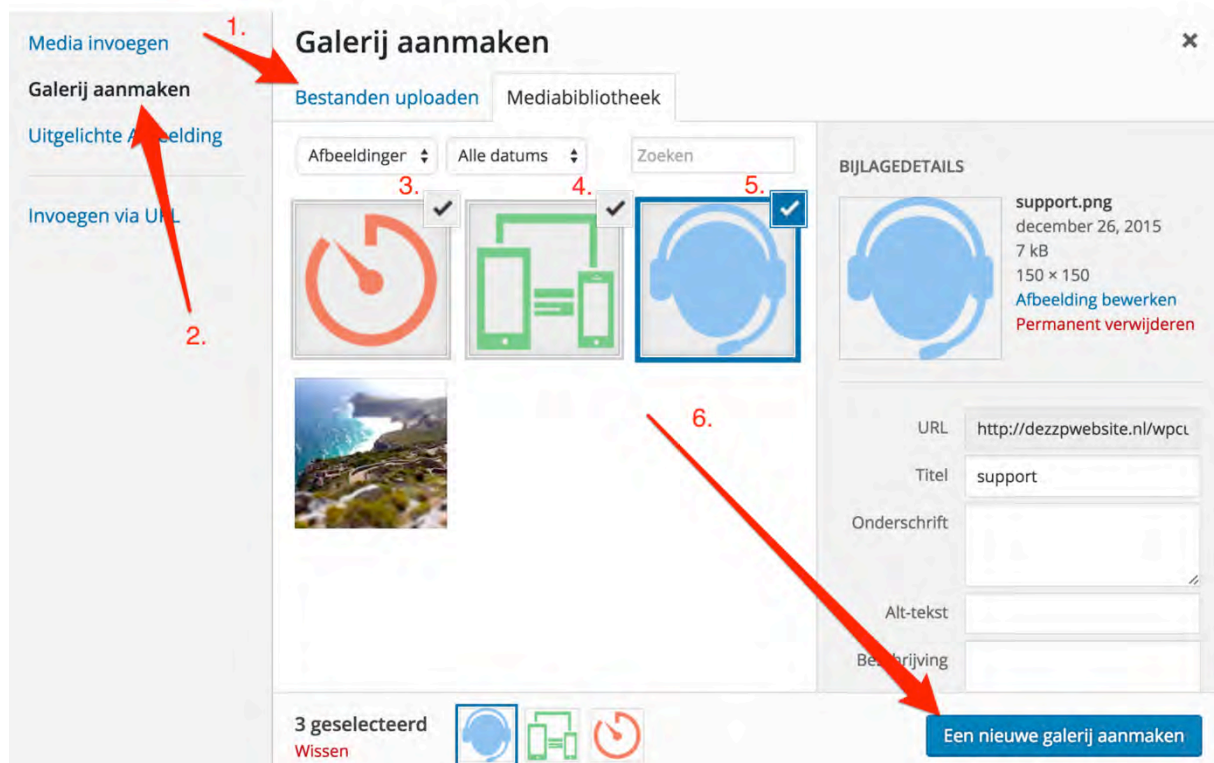 Media invoegen
Galerij aanmaken
Uitgelichte
Invoegen via URL
1.
2.
Galerij aanmaken
×
Bestanden uploaden
Mediabibliotheek
Afbeeldinger
Alle datums
Zoeken
3.
4.
5.
6.
BIJLAGEDETAILS
support.png
december 26, 2015
7 kB
150 × 150
Afbeelding bewerken
Permanent verwijderen
URL http://dezzpwebsite.nl/wpcu
Titel support
Onderschrift
Alt-tekst
Beschrijving
3 geselecteerd
Wissen
Een nieuwe galerij aanmaken